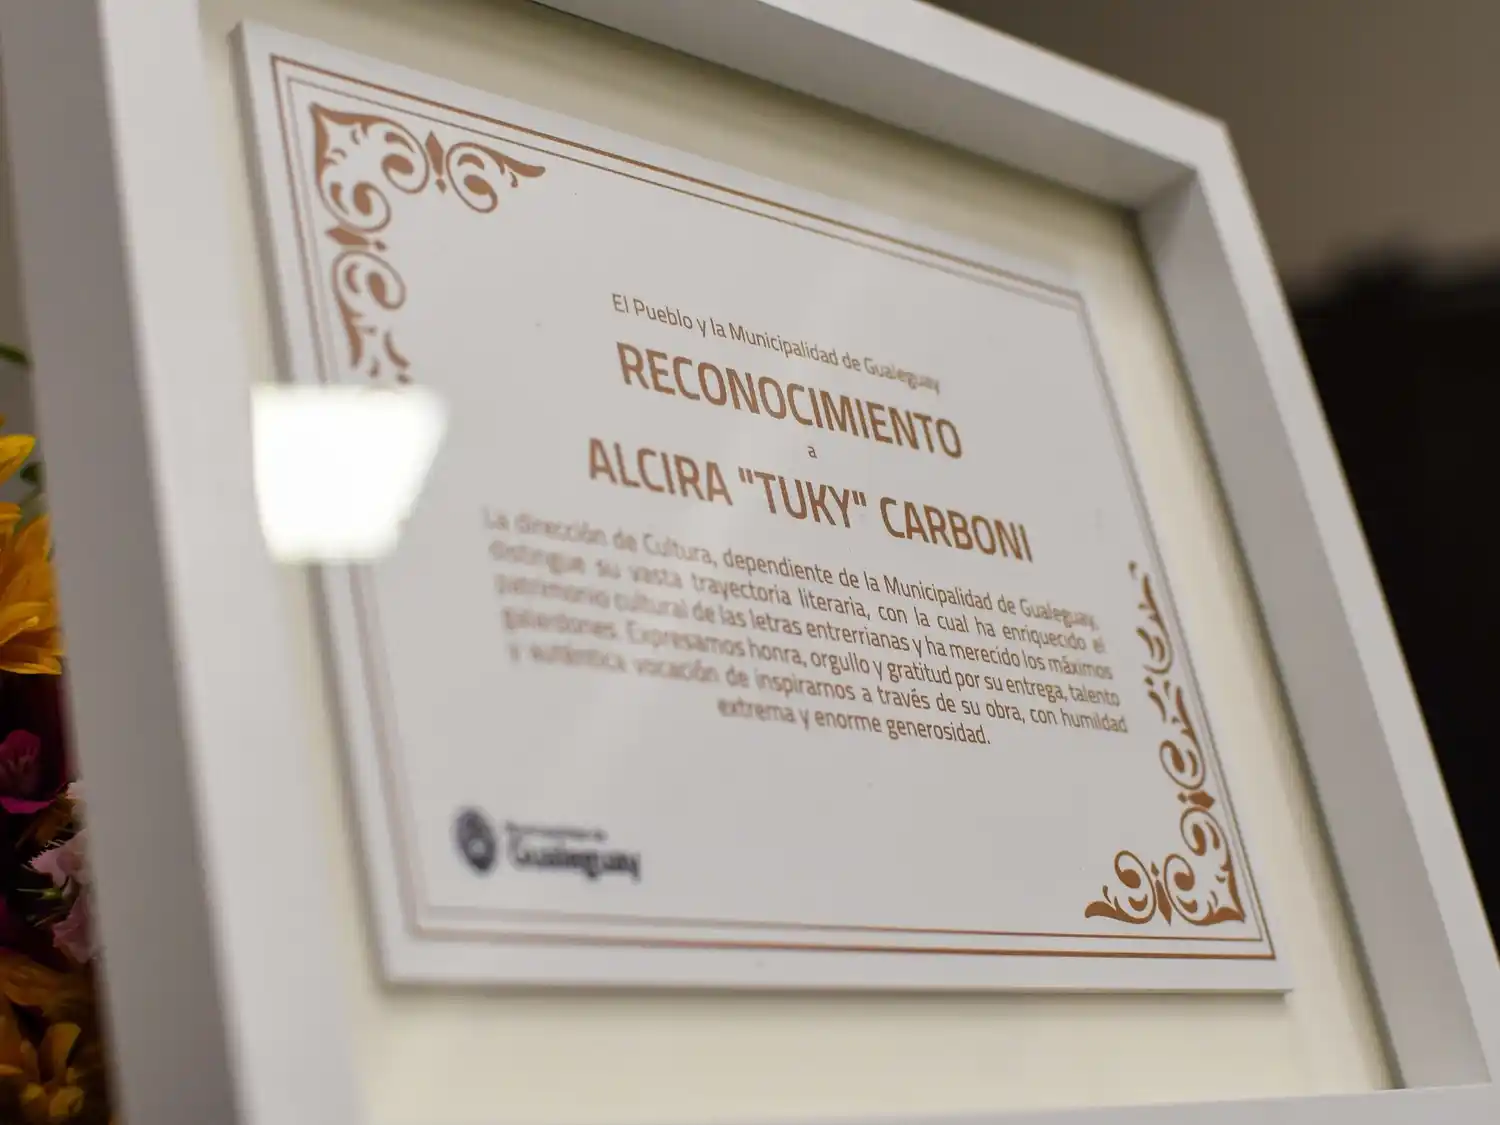 El Pueblo y la Municipalidad de Gualeguay
RECONOCIMIENTO
a
ALCIRA "TUKY" CARBONI
La dirección de Cultura, dependiente de la Municipalidad de Gualeguay,
distingue su vasta trayectoria literaria, con la cual ha enriquecido el
patrimonio cultural de las letras entrerrianas y ha merecido los máximos
galardones. Expresamos honra, orgullo y gratitud por su entrega, talento
y auténtica vocación de inspirarnos a través de su obra, con humildad
extrema y enorme generosidad.
Gualeguay